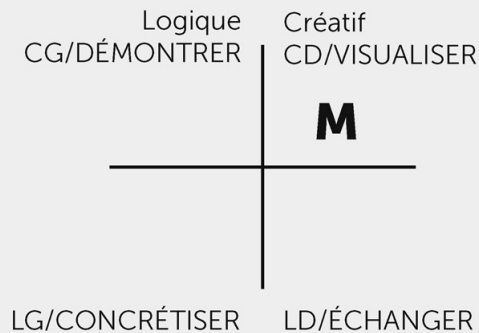 Logique
CG/DÉMONTRER
Créatif
CD/VISUALISER
M
LG/CONCRÉTISER
LD/ÉCHANGER